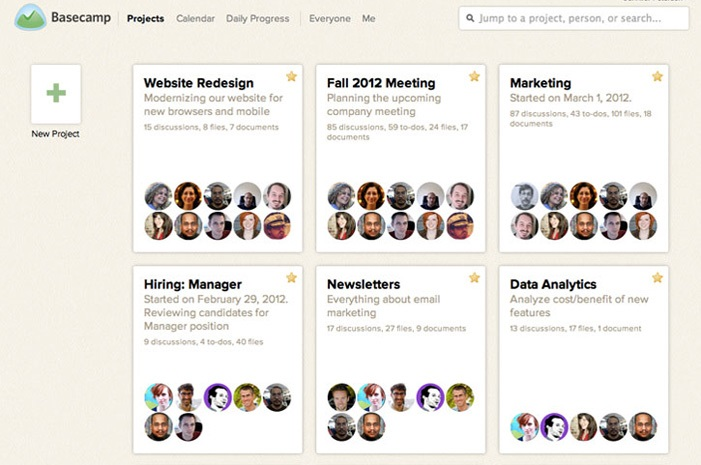 Basecamp
Projects Calendar Daily Progress Everyone Me
Jump to a project, person, or search...
New Project
Website Redesign
Modernizing our website for
new browsers and mobile
15 discussions, 8 files, 7 documents
Fall 2012 Meeting
Planning the upcoming
company meeting
85 discussions, 59 to-dos, 24 files, 17
documents
Marketing
Started on March 1, 2012.
87 discussions, 43 to-dos, 101 files, 18
documents
Hiring: Manager
Started on February 29, 2012.
Reviewing candidates for
Manager position
9 discussions, 4 to-dos, 40 files
Newsletters
Everything about email
marketing
17 discussions, 27 files, 9 documents
Data Analytics
Analyze cost/benefit of new
features
13 discussions, 17 files, 1 document